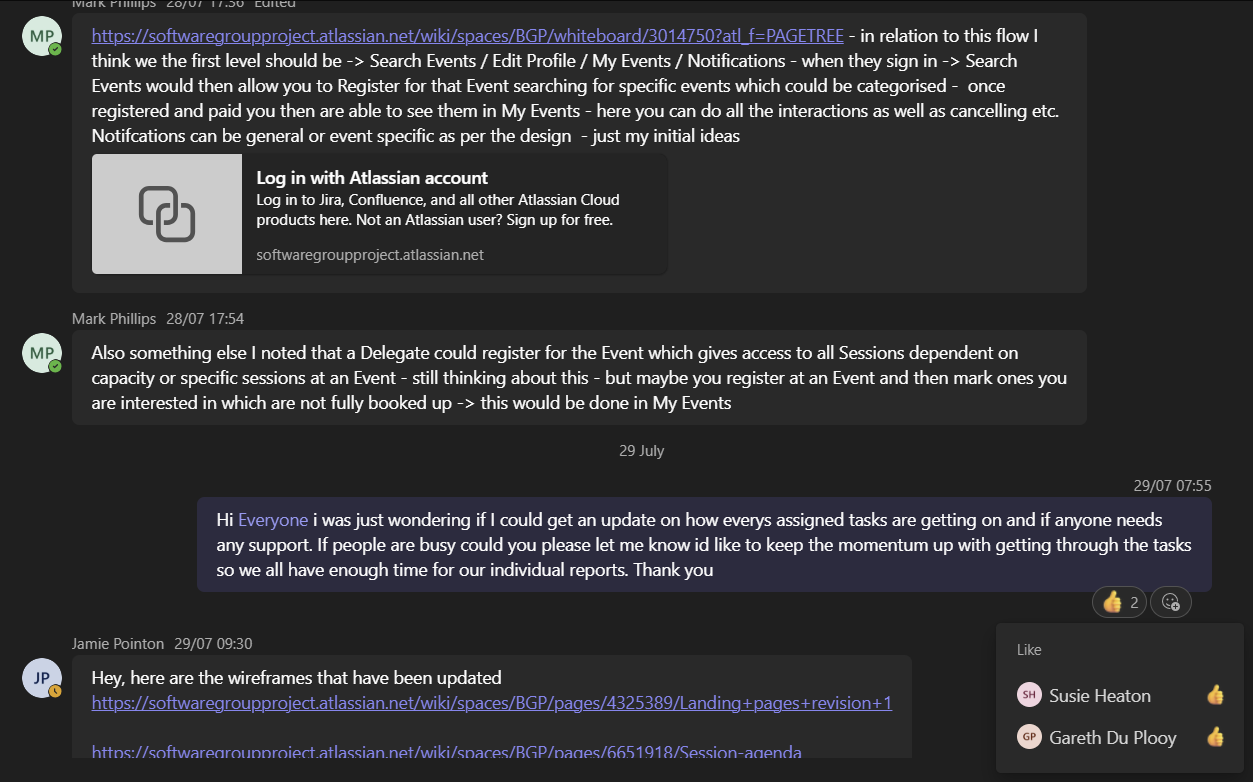 Mark Phillips 28/07 17:36 Edited
MP
https://softwaregroupproject.atlassian.net/wiki/spaces/BGP/whiteboard/3014750?atl_f=PAGETREE - in relation to this flow I
think we the first level should be -> Search Events / Edit Profile / My Events / Notifications - when they sign in -> Search
Events would then allow you to Register for that Event searching for specific events which could be categorised - once
registered and paid you then are able to see them in My Events - here you can do all the interactions as well as cancelling etc.
Notifcations can be general or event specific as per the design - just my initial ideas
Log in with Atlassian account
Log in to Jira, Confluence, and all other Atlassian Cloud
products here. Not an Atlassian user? Sign up for free.
softwaregroupproject.atlassian.net
Mark Phillips 28/07 17:54
MP
Also something else I noted that a Delegate could register for the Event which gives access to all Sessions dependent on
capacity or specific sessions at an Event - still thinking about this - but maybe you register at an Event and then mark ones you
are interested in which are not fully booked up -> this would be done in My Events
29 July
29/07 07:55
Hi Everyone i was just wondering if I could get an update on how everys assigned tasks are getting on and if anyone needs
any support. If people are busy could you please let me know id like to keep the momentum up with getting through the tasks
so we all have enough time for our individual reports. Thank you
2
Jamie Pointon 29/07 09:30
JP
Hey, here are the wireframes that have been updated
https://softwaregroupproject.atlassian.net/wiki/spaces/BGP/pages/4325389/Landing+pages+revision+1
https://softwaregroupproject.atlassian.net/wiki/spaces/BGP/pages/6651918/Session-agenda
Like
SH Susie Heaton
GP Gareth Du Plooy